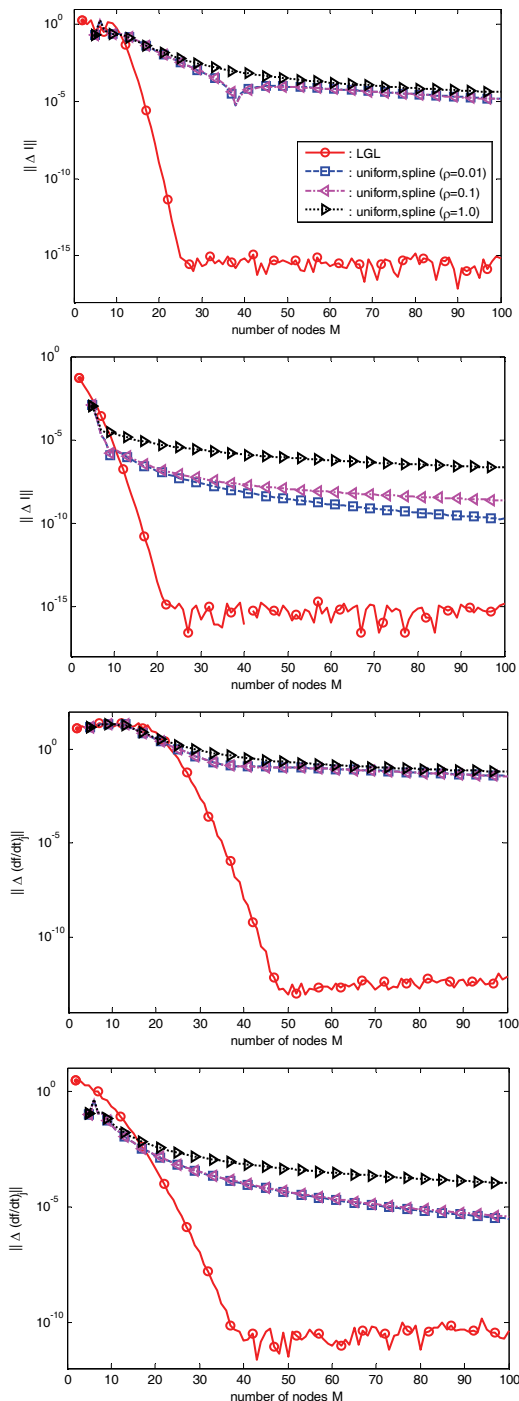 10^0
10^-5
10^-10
10^-15
|| Δ I||
: LGL
: uniform,spline (ρ=0.01)
: uniform,spline (ρ=0.1)
: uniform,spline (ρ=1.0)
0 10 20 30 40 50 60 70 80 90 100
number of nodes M
10^0
10^-5
10^-10
10^-15
|| Δ I||
0 10 20 30 40 50 60 70 80 90 100
number of nodes M
10^0
10^-5
10^-10
|| Δ (df/dt)_i||
0 10 20 30 40 50 60 70 80 90 100
number of nodes M
10^0
10^-5
10^-10
|| Δ (df/dt)_i||
0 10 20 30 40 50 60 70 80 90 100
number of nodes M